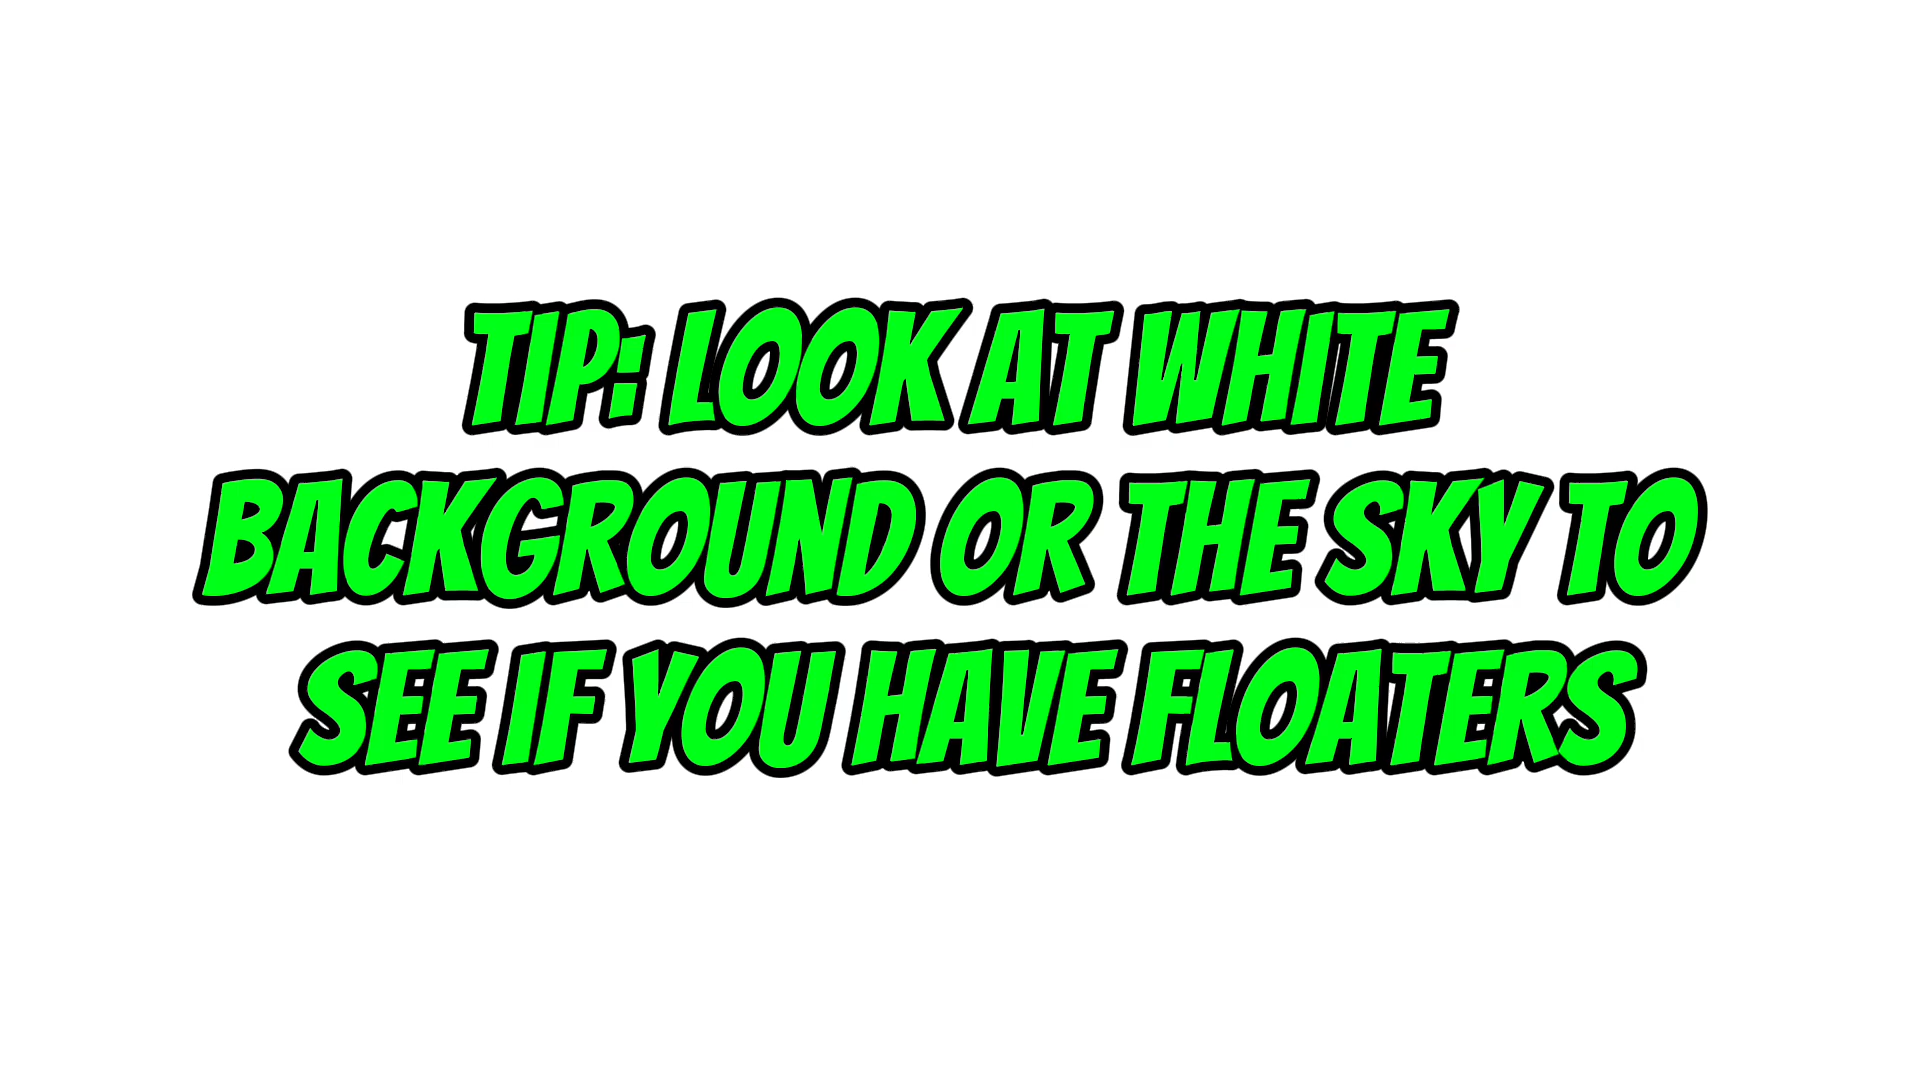 TIP: LOOK AT WHITE
BACKGROUND OR THE SKY TO
SEE IF YOU HAVE FLOATERS